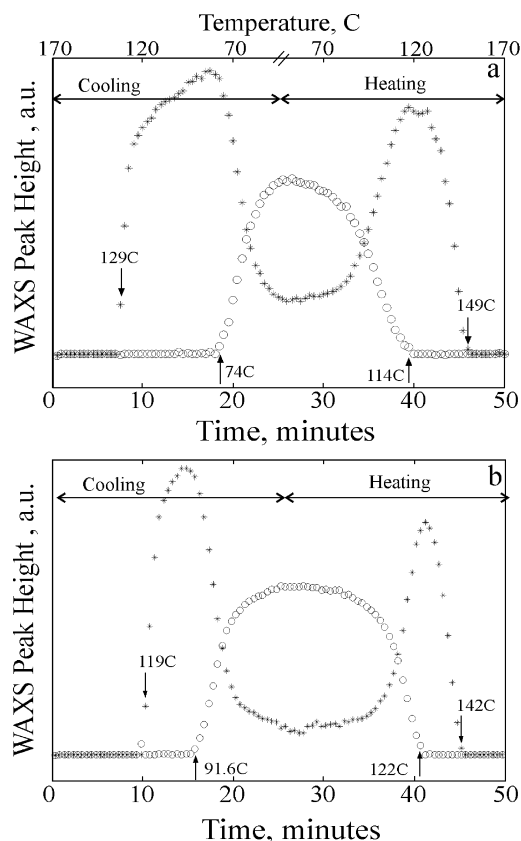 Temperature, C
170 120 70 70 120 170
a
Cooling Heating
WAXS Peak Height , a.u.
129C
149C
74C
114C
0 10 20 30 40 50
Time, minutes
b
Cooling Heating
WAXS Peak Height , a.u.
119C
142C
91.6C
122C
0 10 20 30 40 50
Time, minutes